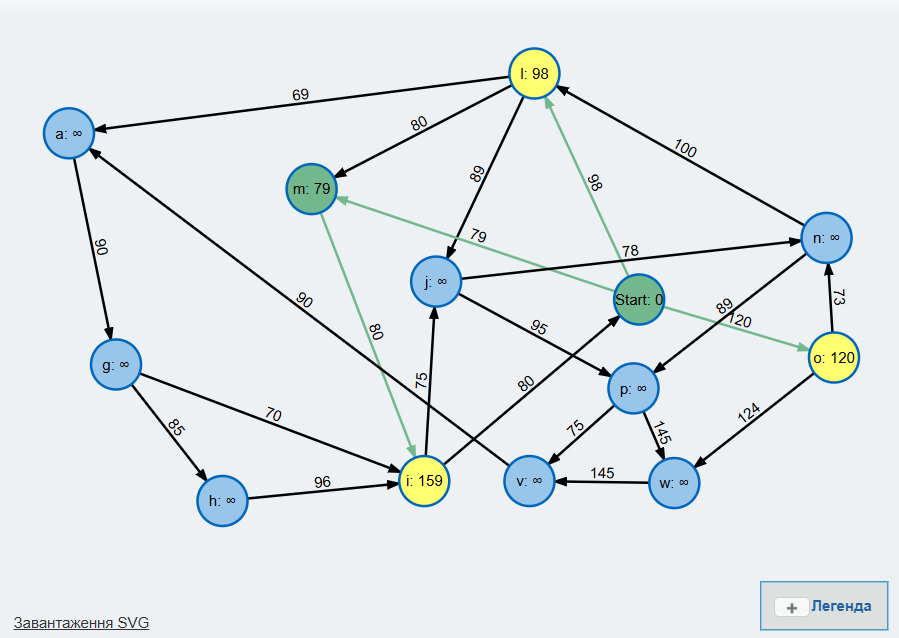 l: 98
69
80
a: ∞
100
89
98
m: 79
79
n: ∞
90
78
j: ∞
90
Start: 0
73
89
120
80
95
75
o: 120
g: ∞
80
p: ∞
70
124
85
75
145
96
i: 159
145
v: ∞
w: ∞
h: ∞
+ Легенда
Завантаження SVG